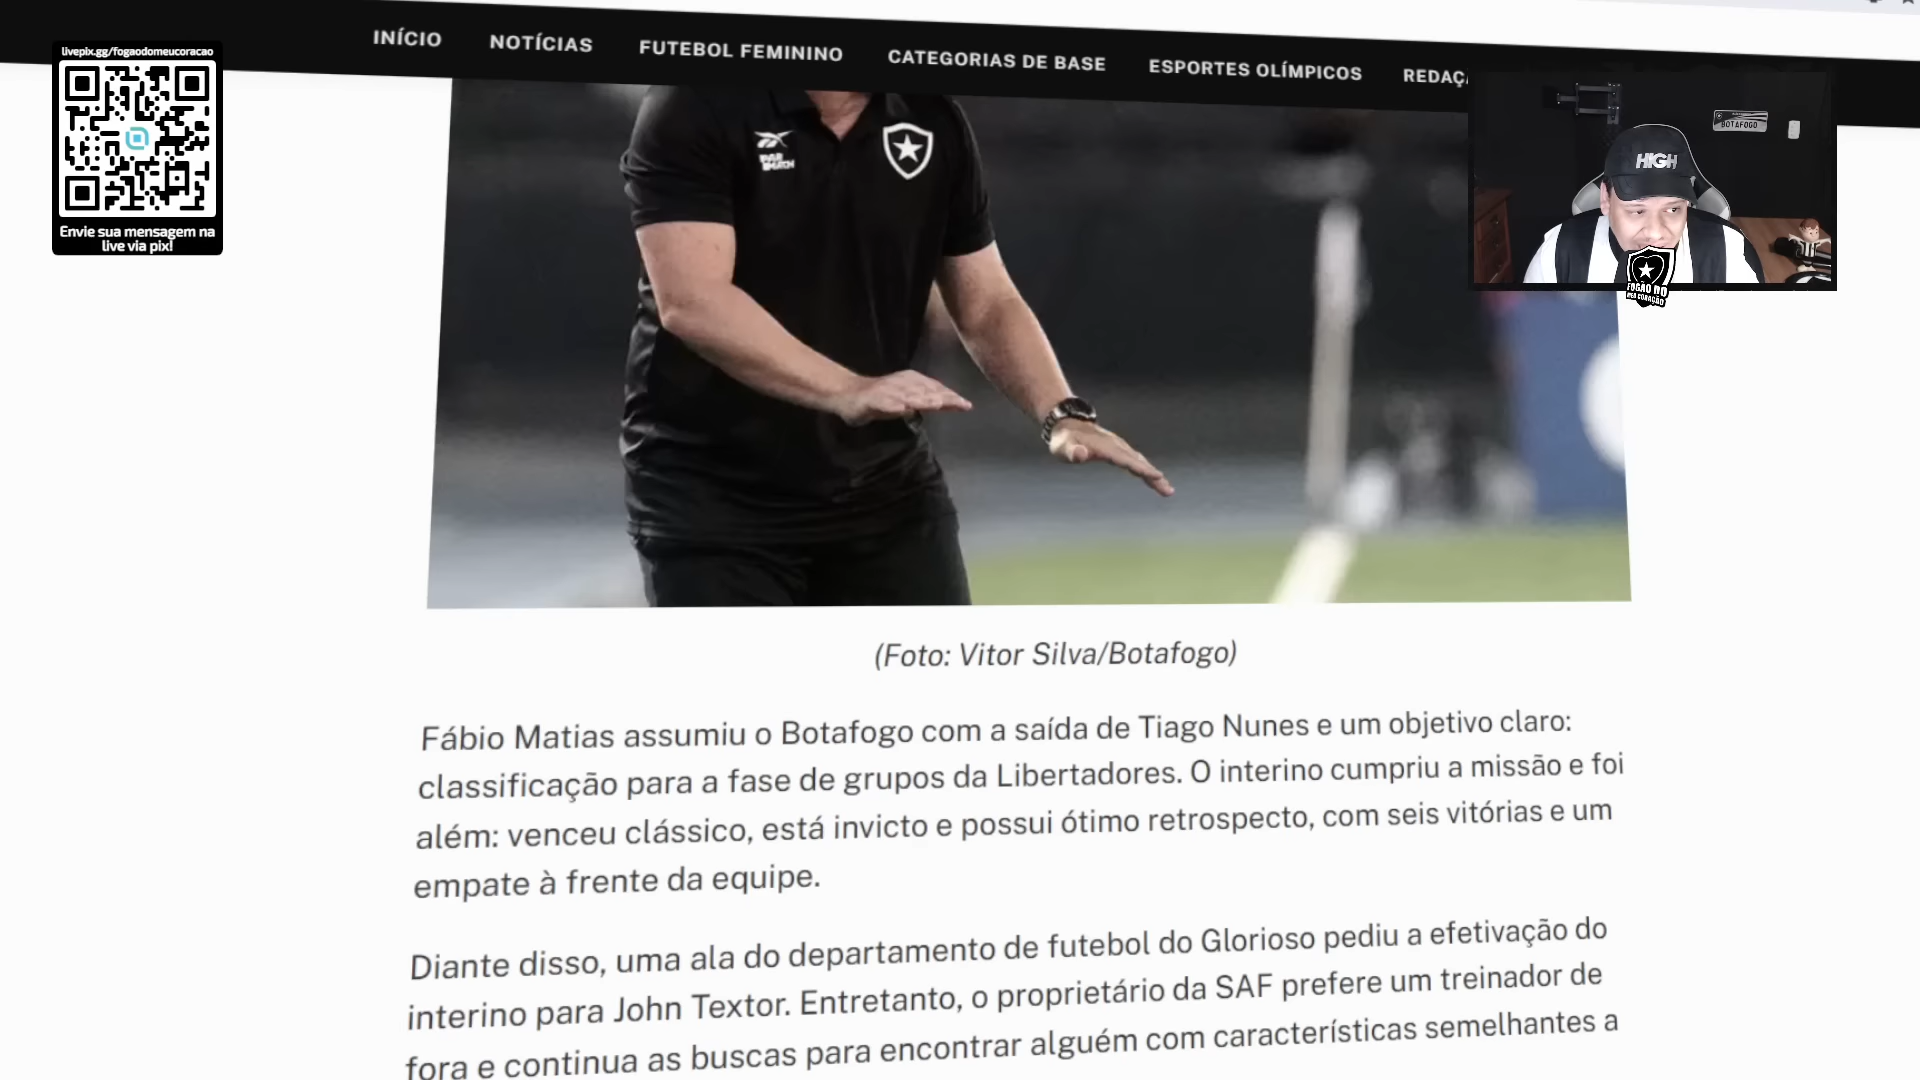 livepix.gg/fogaodomeucoracao
Envie sua mensagem na
live via pix!
INÍCIO
NOTÍCIAS
FUTEBOL FEMININO
CATEGORIAS DE BASE
ESPORTES OLÍMPICOS
BOTAFOGO
HIGH
FOGÃO DO
MEU CORAÇÃO
(Foto: Vitor Silva/Botafogo)
Fábio Matias assumiu o Botafogo com a saída de Tiago Nunes e um objetivo claro:
classificação para a fase de grupos da Libertadores. O interino cumpriu a missão e foi
além: venceu clássico, está invicto e possui ótimo retrospecto, com seis vitórias e um
empate à frente da equipe.
Diante disso, uma ala do departamento de futebol do Glorioso pediu a efetivação do
interino para John Textor. Entretanto, o proprietário da SAF prefere um treinador de
fora e continua as buscas para encontrar alguém com características semelhantes a